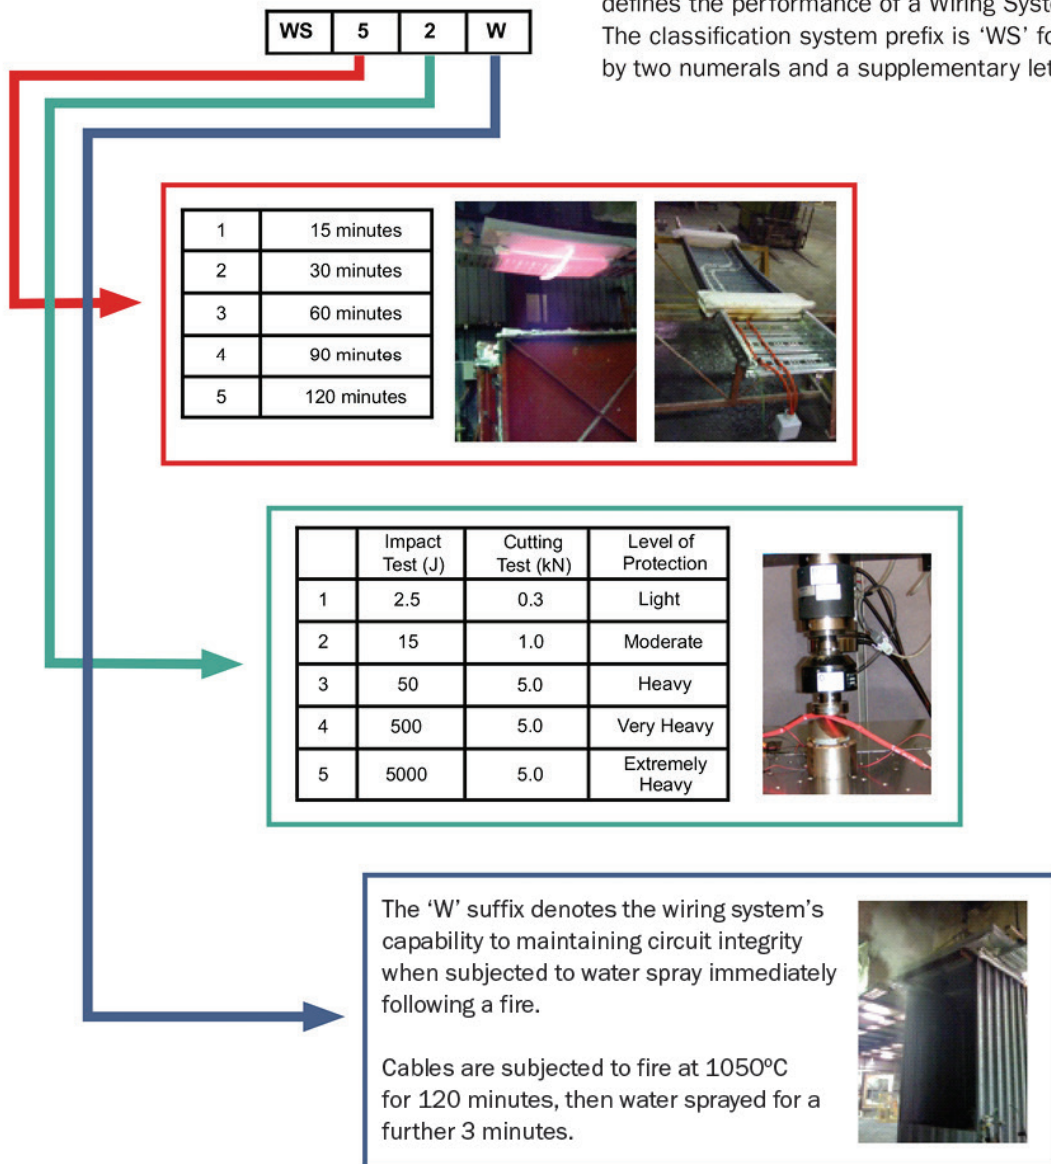 defines the performance of a Wiring Syste
The classification system prefix is ‘WS’ fo
by two numerals and a supplementary let
WS 5 2 W
1 15 minutes
2 30 minutes
3 60 minutes
4 90 minutes
5 120 minutes
Impact Test (J) Cutting Test (kN) Level of Protection
1 2.5 0.3 Light
2 15 1.0 Moderate
3 50 5.0 Heavy
4 500 5.0 Very Heavy
5 5000 5.0 Extremely Heavy
The ‘W’ suffix denotes the wiring system’s
capability to maintaining circuit integrity
when subjected to water spray immediately
following a fire.
Cables are subjected to fire at 1050ºC
for 120 minutes, then water sprayed for a
further 3 minutes.